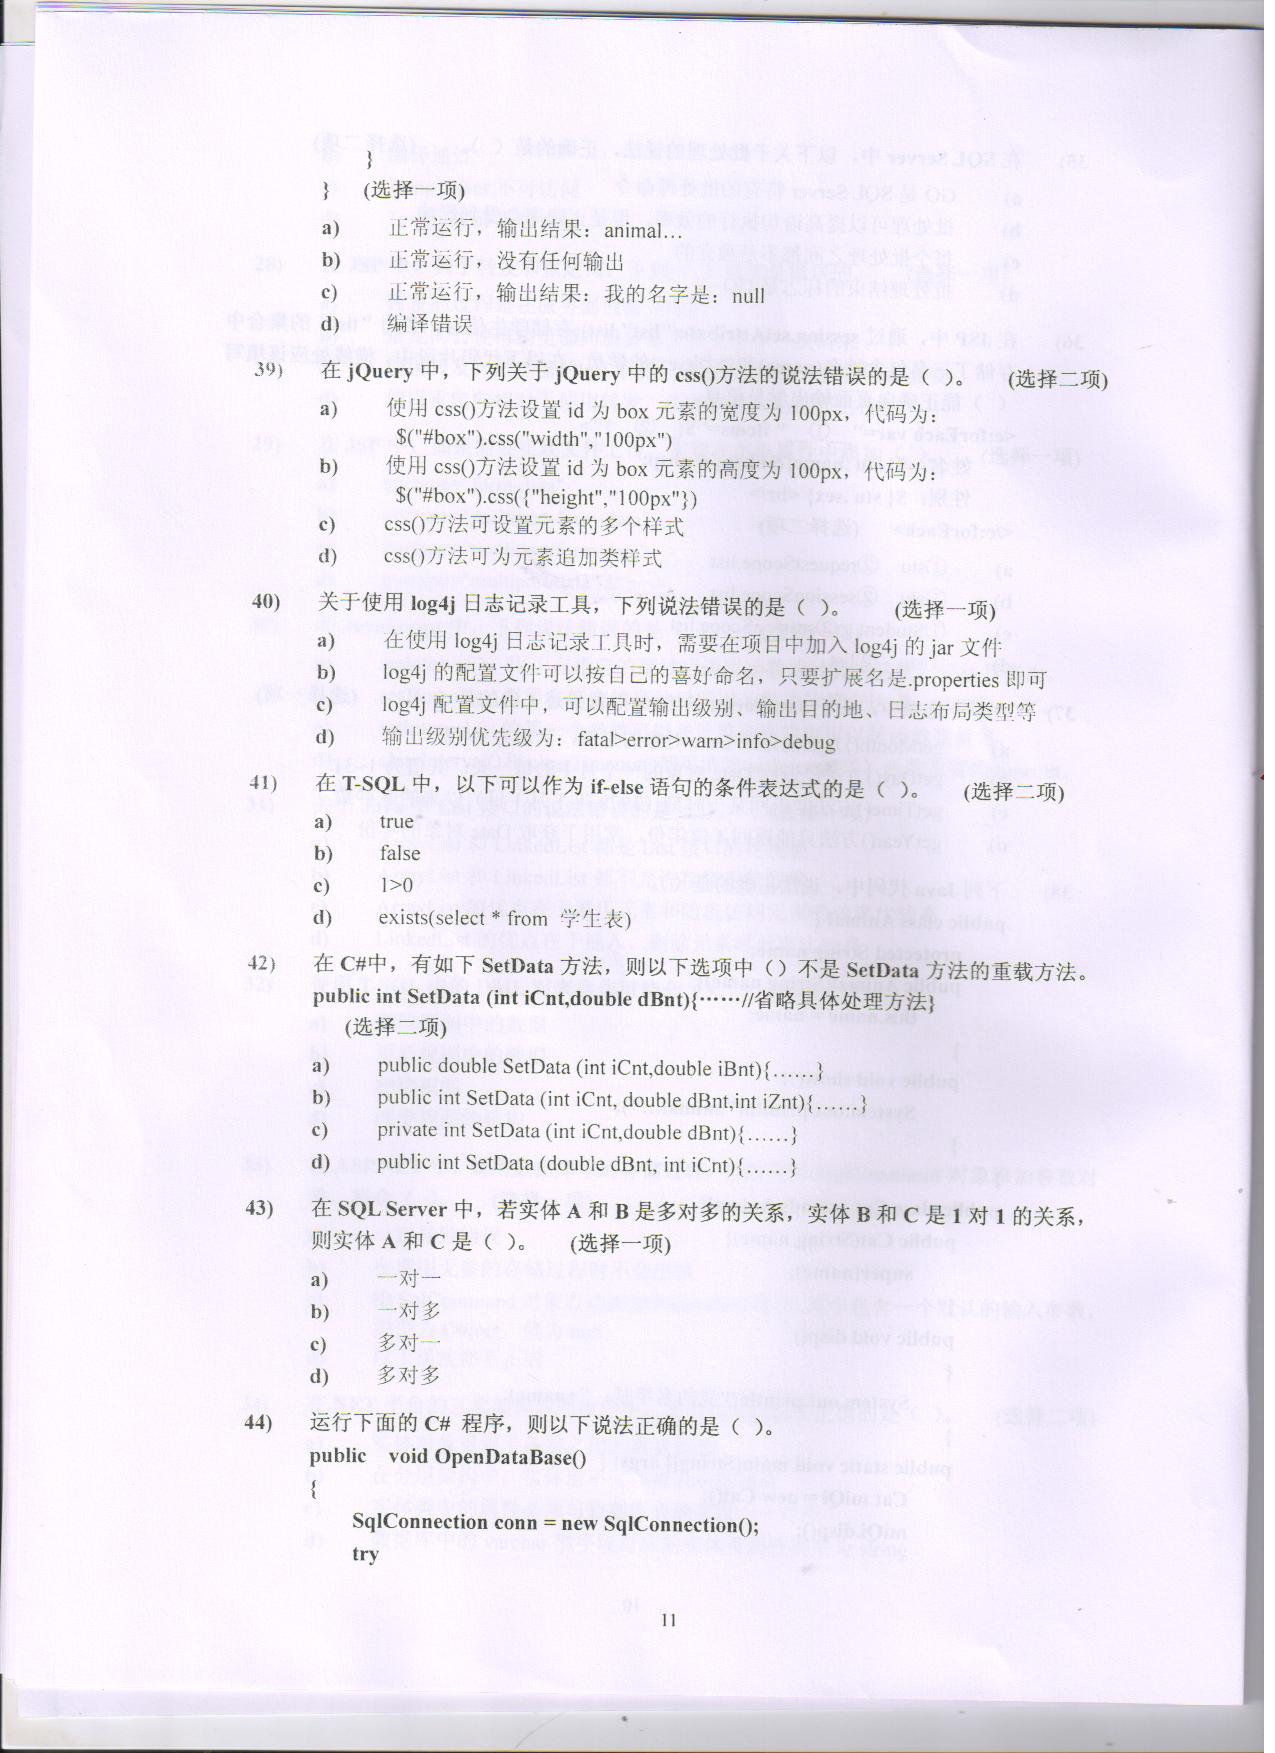 }
} (选择一项)
a) 正常运行，输出结果：animal…
b) 正常运行，没有任何输出
c) 正常运行，输出结果：我的名字是：null
d) 编译错误
39) 在 jQuery 中，下列关于 jQuery 中的 css()方法的说法错误的是（ ）。 (选择二项)
a) 使用 css()方法设置 id 为 box 元素的宽度为 100px，代码为：
$("#box").css("width","100px")
b) 使用 css()方法设置 id 为 box 元素的高度为 100px，代码为：
$("#box").css({"height","100px"})
c) css()方法可设置元素的多个样式
d) css()方法可为元素追加类样式
40) 关于使用 log4j 日志记录工具，下列说法错误的是（ ）。 (选择一项)
a) 在使用 log4j 日志记录工具时，需要在项目中加入 log4j 的 jar 文件
b) log4j 的配置文件可以按自己的喜好命名，只要扩展名是.properties 即可
c) log4j 配置文件中，可以配置输出级别、输出目的地、日志布局类型等
d) 输出级别优先级为：fatal>error>warn>info>debug
41) 在 T-SQL 中，以下可以作为 if-else 语句的条件表达式的是（ ）。 (选择二项)
a) true
b) false
c) 1>0
d) exists(select * from 学生表)
42) 在 C#中，有如下 SetData 方法，则以下选项中（）不是 SetData 方法的重载方法。
public int SetData (int iCnt,double dBnt){……//省略具体处理方法}
(选择二项)
a) public double SetData (int iCnt,double iBnt){……}
b) public int SetData (int iCnt, double dBnt,int iZnt){……}
c) private int SetData (int iCnt,double dBnt){……}
d) public int SetData (double dBnt, int iCnt){……}
43) 在 SQL Server 中，若实体 A 和 B 是多对多的关系，实体 B 和 C 是 1 对 1 的关系，
则实体 A 和 C 是（ ）。 (选择一项)
a) 一对一
b) 一对多
c) 多对一
d) 多对多
44) 运行下面的 C# 程序，则以下说法正确的是（ ）。
public void OpenDataBase()
{
SqlConnection conn = new SqlConnection();
try
11